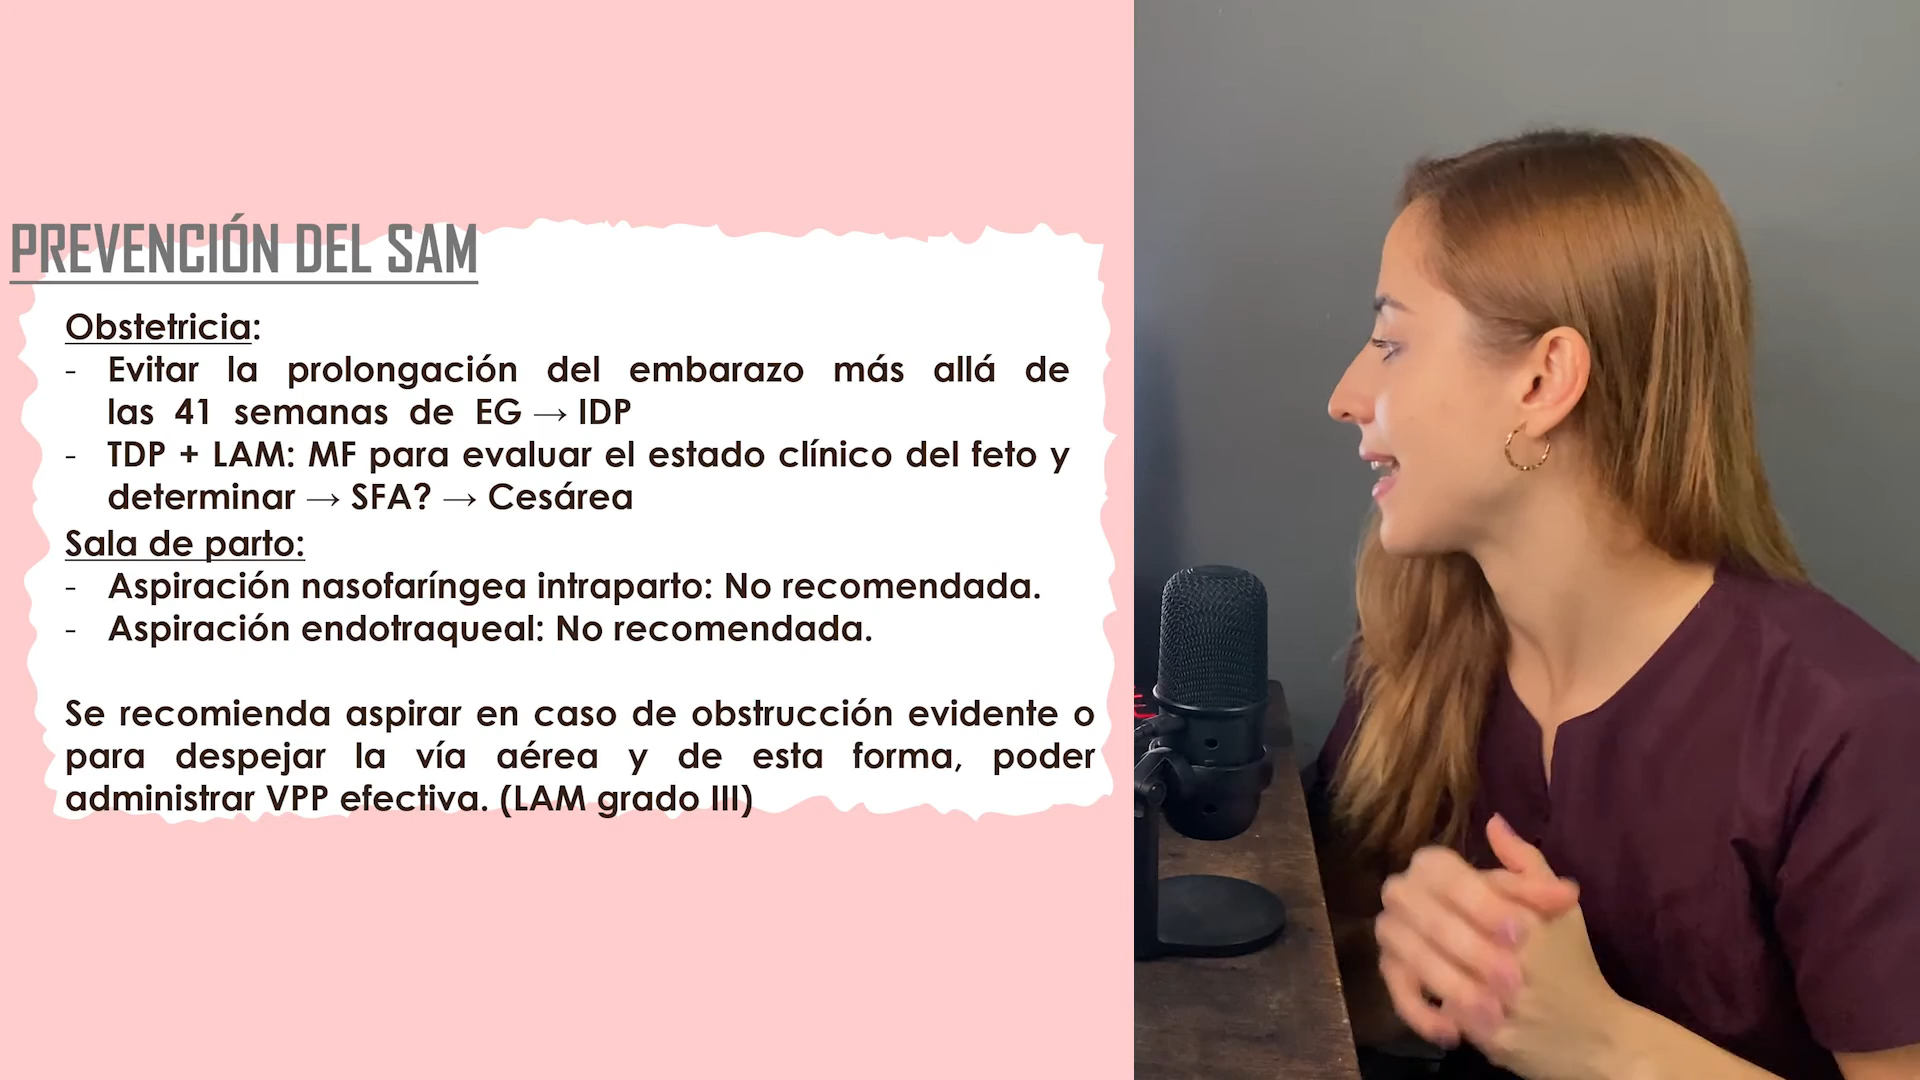 PREVENCIÓN DEL SAM
Obstetricia:
- Evitar la prolongación del embarazo más allá de
las 41 semanas de EG → IDP
- TDP + LAM: MF para evaluar el estado clínico del feto y
determinar → SFA? → Cesárea
Sala de parto:
- Aspiración nasofaríngea intraparto: No recomendada.
- Aspiración endotraqueal: No recomendada.
Se recomienda aspirar en caso de obstrucción evidente o
para despejar la vía aérea y de esta forma, poder
administrar VPP efectiva. (LAM grado III)